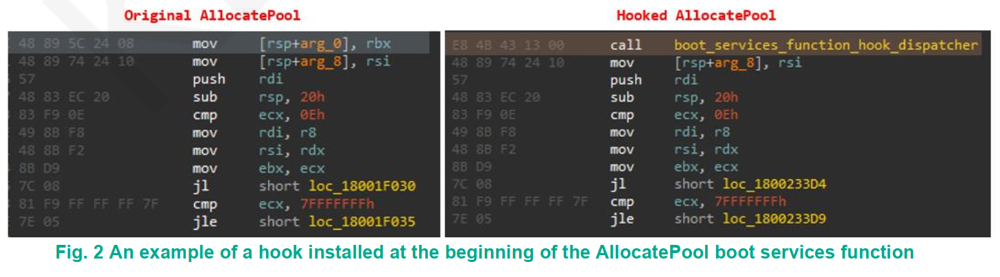 Original AllocatePool
48 89 5C 24 08 mov [rsp+arg_0], rbx
48 89 74 24 10 mov [rsp+arg_8], rsi
57 push rdi
48 83 EC 20 sub rsp, 20h
83 F9 0E cmp ecx, 0Eh
49 8B F8 mov rdi, r8
48 8B F2 mov rsi, rdx
8B D9 mov ebx, ecx
7C 08 jl short loc_18001F030
81 F9 FF FF FF 7F cmp ecx, 7FFFFFFFh
7E 05 jle short loc_18001F035
Hooked AllocatePool
E8 4B 43 13 00 call boot_services_function_hook_dispatcher
48 89 74 24 10 mov [rsp+arg_8], rsi
57 push rdi
48 83 EC 20 sub rsp, 20h
83 F9 0E cmp ecx, 0Eh
49 8B F8 mov rdi, r8
48 8B F2 mov rsi, rdx
8B D9 mov ebx, ecx
7C 08 jl short loc_1800233D4
81 F9 FF FF FF 7F cmp ecx, 7FFFFFFFh
7E 05 jle short loc_1800233D9
Fig. 2 An example of a hook installed at the beginning of the AllocatePool boot services function